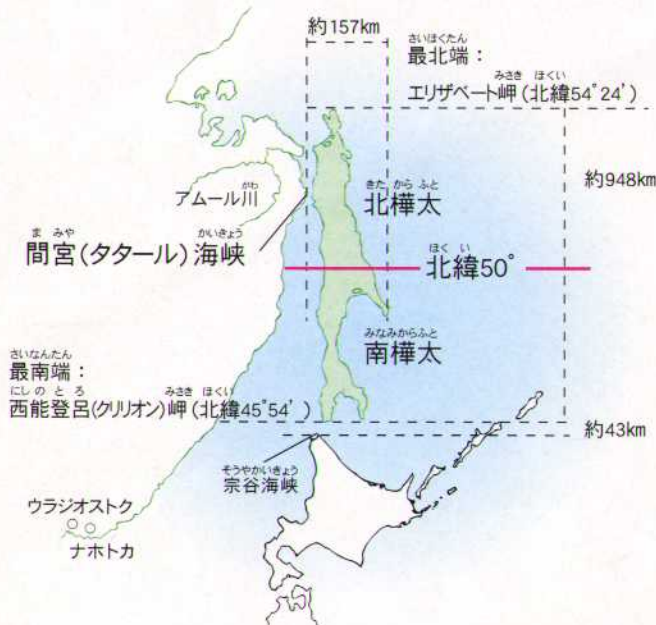 約157km
さいほくたん
最北端：
みさき ほくい
エリザベート岬（北緯54°24′）
約948km
アムール川
がわ
きた からふと
北樺太
ま みや かいきょう
間宮（タタール）海峡
ほく い
北緯50°
みなみからふと
南樺太
さいなんたん
最南端：
にしのとろ みさき ほくい
西能登呂(クリリオン)岬（北緯45°54′）
約43km
そうやかいきょう
宗谷海峡
ウラジオストク
ナホトカ